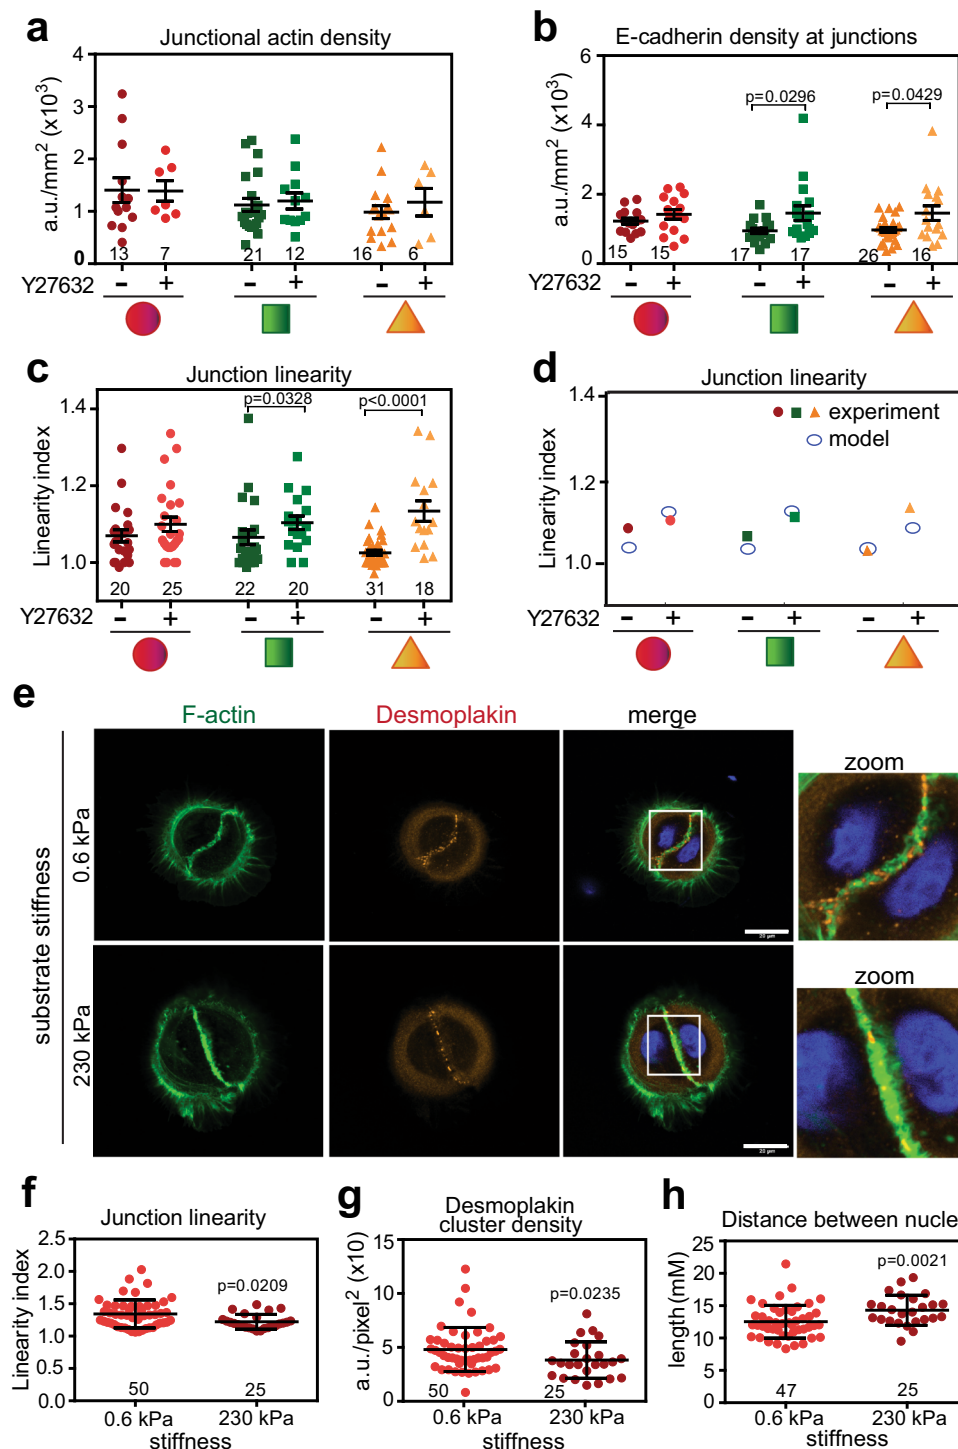 a
Junctional actin density
a.u./mm² (x10³)
4
3
2
1
0
13 7 21 12 16 6
Y27632 - + - + - +
b
E-cadherin density at junctions
a.u./mm² (x10³)
6
4
2
0
p=0.0296
p=0.0429
15 15 17 17 26 16
- + - + - +
c
Junction linearity
Linearity index
1.4
1.2
1.0
p=0.0328
p<0.0001
20 25 22 20 31 18
Y27632 - + - + - +
d
Junction linearity
Linearity index
1.4
1.2
1.0
experiment
model
Y27632 - + - + - +
e
F-actin Desmoplakin merge
zoom
substrate stiffness
0.6 kPa
20 µm
230 kPa
zoom
20 µm
f
Junction linearity
Linearity index
2.5
2.0
1.5
1.0
0.5
0.0
p=0.0209
50 25
0.6 kPa 230 kPa
stiffness
g
Desmoplakin
cluster density
a.u./pixel² (x10)
15
10
5
0
p=0.0235
50 25
0.6 kPa 230 kPa
stiffness
h
Distance between nucle
length (mM)
25
20
15
10
5
0
p=0.0021
47 25
0.6 kPa 230 kPa
stiffness